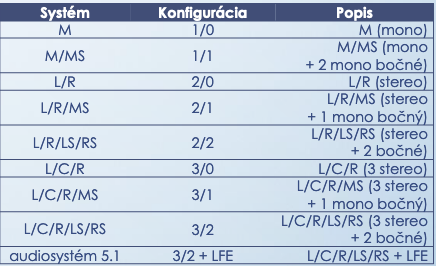 Systém Konfigurácia Popis
M 1/0 M (mono)
M/MS 1/1 M/MS (mono
+ 2 mono bočné)
L/R 2/0 L/R (stereo)
L/R/MS 2/1 L/R/MS (stereo
+ 1 mono bočný)
L/R/LS/RS 2/2 L/R/LS/RS (stereo
+ 2 bočné)
L/C/R 3/0 L/C/R (3 stereo)
L/C/R/MS 3/1 L/C/R/MS (3 stereo
+ 1 mono bočný)
L/C/R/LS/RS 3/2 L/C/R/LS/RS (3 stereo
+ 2 bočné)
audiosystém 5.1 3/2 + LFE L/C/R/LS/RS + LFE